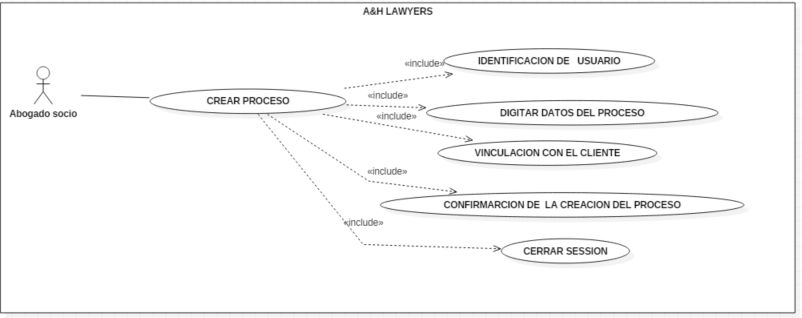 A&H LAWYERS
«include»
IDENTIFICACION DE USUARIO
Abogado socio
CREAR PROCESO
«include»
DIGITAR DATOS DEL PROCESO
«include»
VINCULACION CON EL CLIENTE
«include»
CONFIRMARCION DE LA CREACION DEL PROCESO
«include»
CERRAR SESSION